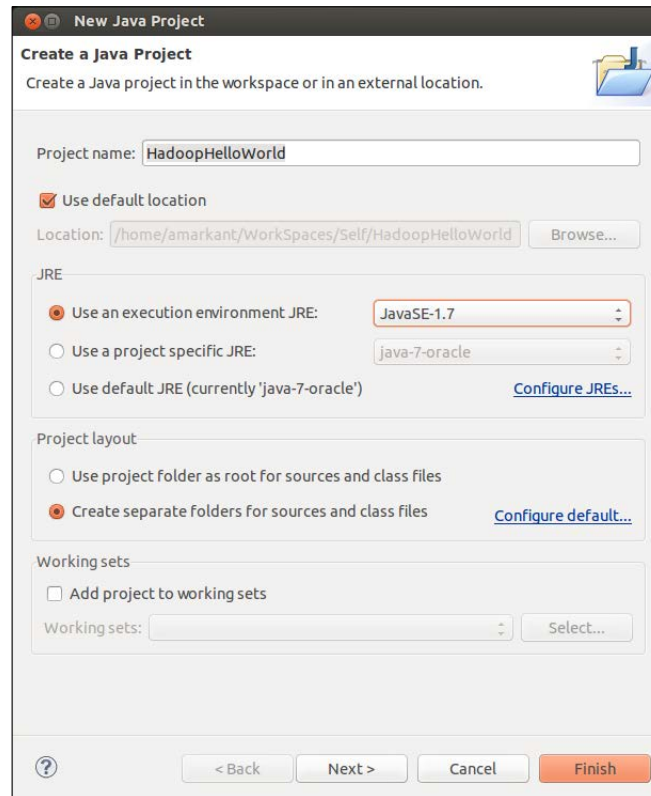 New Java Project
Create a Java Project
Create a Java project in the workspace or in an external location.
Project name: HadoopHelloWorld
Use default location
Location: /home/amarkant/WorkSpaces/Self/HadoopHelloWorld Browse...
JRE
Use an execution environment JRE: JavaSE-1.7
Use a project specific JRE: java-7-oracle
Use default JRE (currently 'java-7-oracle') Configure JREs...
Project layout
Use project folder as root for sources and class files
Create separate folders for sources and class files Configure default...
Working sets
Add project to working sets
Working sets: Select...
? < Back Next > Cancel Finish